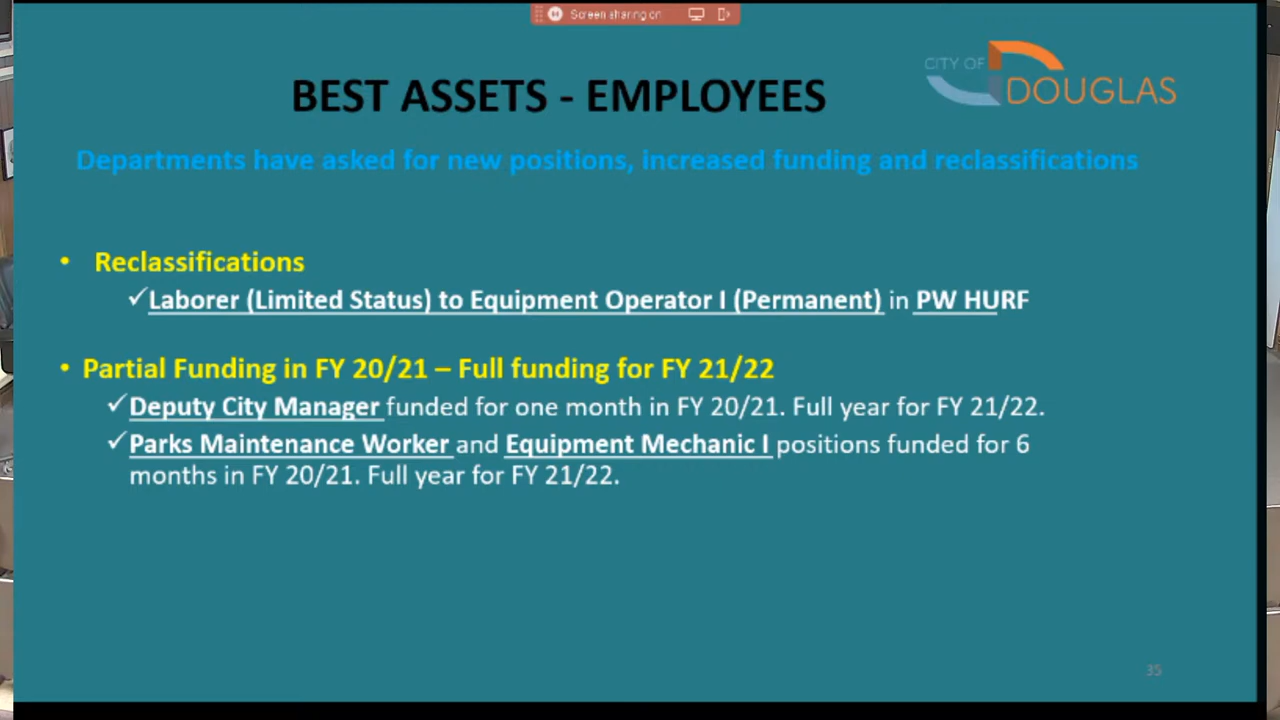 Screen sharing on
CITY OF
DOUGLAS
BEST ASSETS - EMPLOYEES
Departments have asked for new positions, increased funding and reclassifications
• Reclassifications
✓Laborer (Limited Status) to Equipment Operator I (Permanent) in PW HURF
• Partial Funding in FY 20/21 – Full funding for FY 21/22
✓Deputy City Manager funded for one month in FY 20/21. Full year for FY 21/22.
✓Parks Maintenance Worker and Equipment Mechanic I positions funded for 6
months in FY 20/21. Full year for FY 21/22.
35